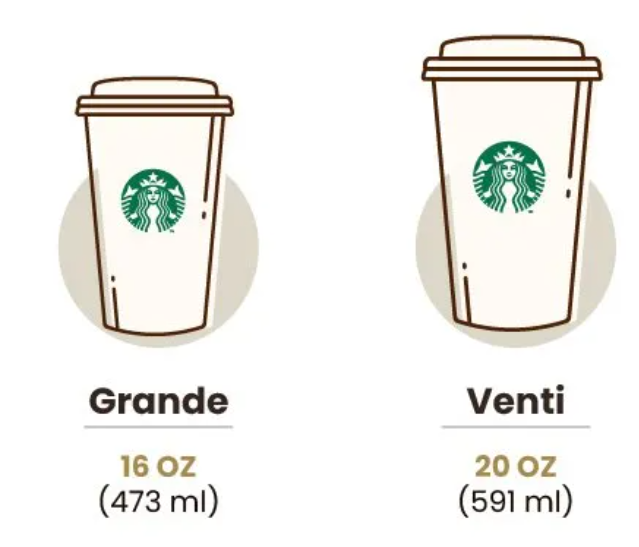 Grande
16 OZ
(473 ml)
Venti
20 OZ
(591 ml)